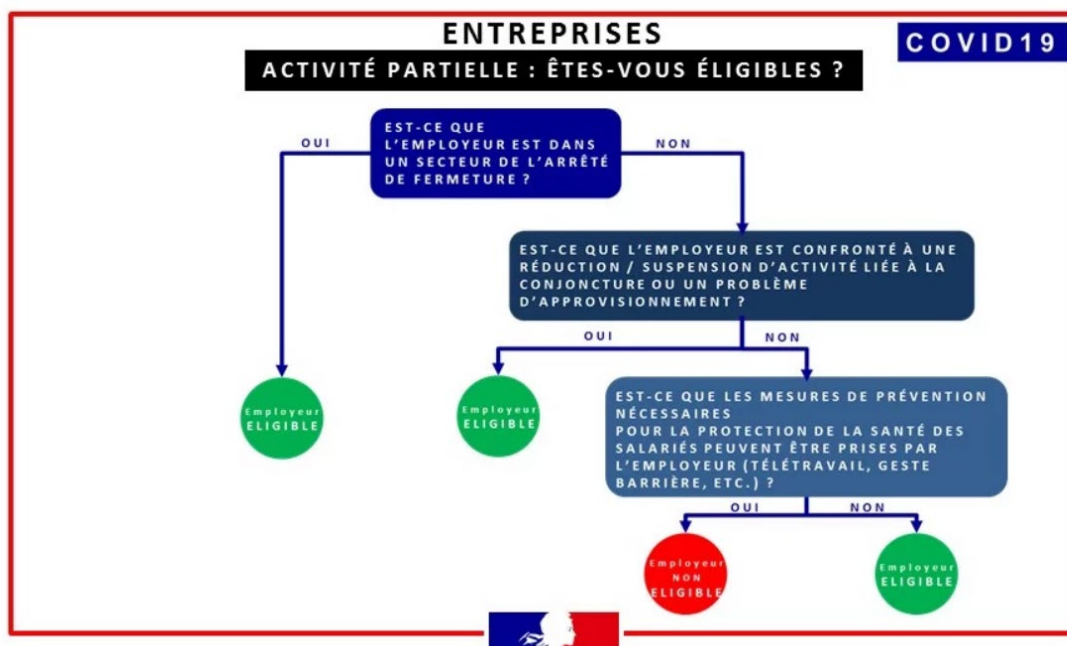 ENTREPRISES
COVID19
ACTIVITÉ PARTIELLE : ÊTES-VOUS ÉLIGIBLES ?
EST-CE QUE
L’EMPLOYEUR EST DANS
UN SECTEUR DE L’ARRÊTÉ
DE FERMETURE ?
OUI
NON
EST-CE QUE L’EMPLOYEUR EST CONFRONTÉ À UNE
RÉDUCTION / SUSPENSION D’ACTIVITÉ LIÉE À LA
CONJONCTURE OU UN PROBLÈME
D’APPROVISIONNEMENT ?
OUI
NON
Employeur
ELIGIBLE
Employeur
ELIGIBLE
EST-CE QUE LES MESURES DE PRÉVENTION
NÉCESSAIRES
POUR LA PROTECTION DE LA SANTÉ DES
SALARIÉS PEUVENT ÊTRE PRISES PAR
L’EMPLOYEUR (TÉLÉTRAVAIL, GESTE
BARRIÈRE, ETC.) ?
OUI
NON
Employeur
NON
ELIGIBLE
Employeur
ELIGIBLE